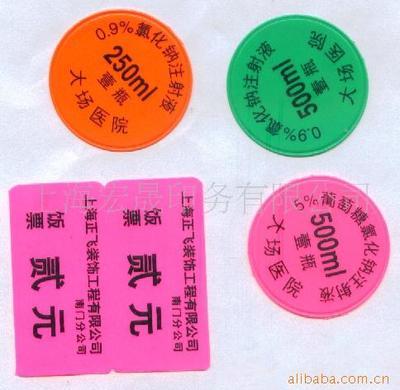 0.9%氯化钠注射液
250ml
壹瓶
大场医院
0.9%氯化钠注射液
500ml
壹瓶
大场医院
上海宏晟印务有限公司
上海正飞装饰工程有限公司
南门分公司
贰元
饭票
上海正飞装饰工程有限公司
南门分公司
贰元
饭票
5%葡萄糖氯化钠注射液
500ml
壹瓶
大场医院
alibaba.com.cn